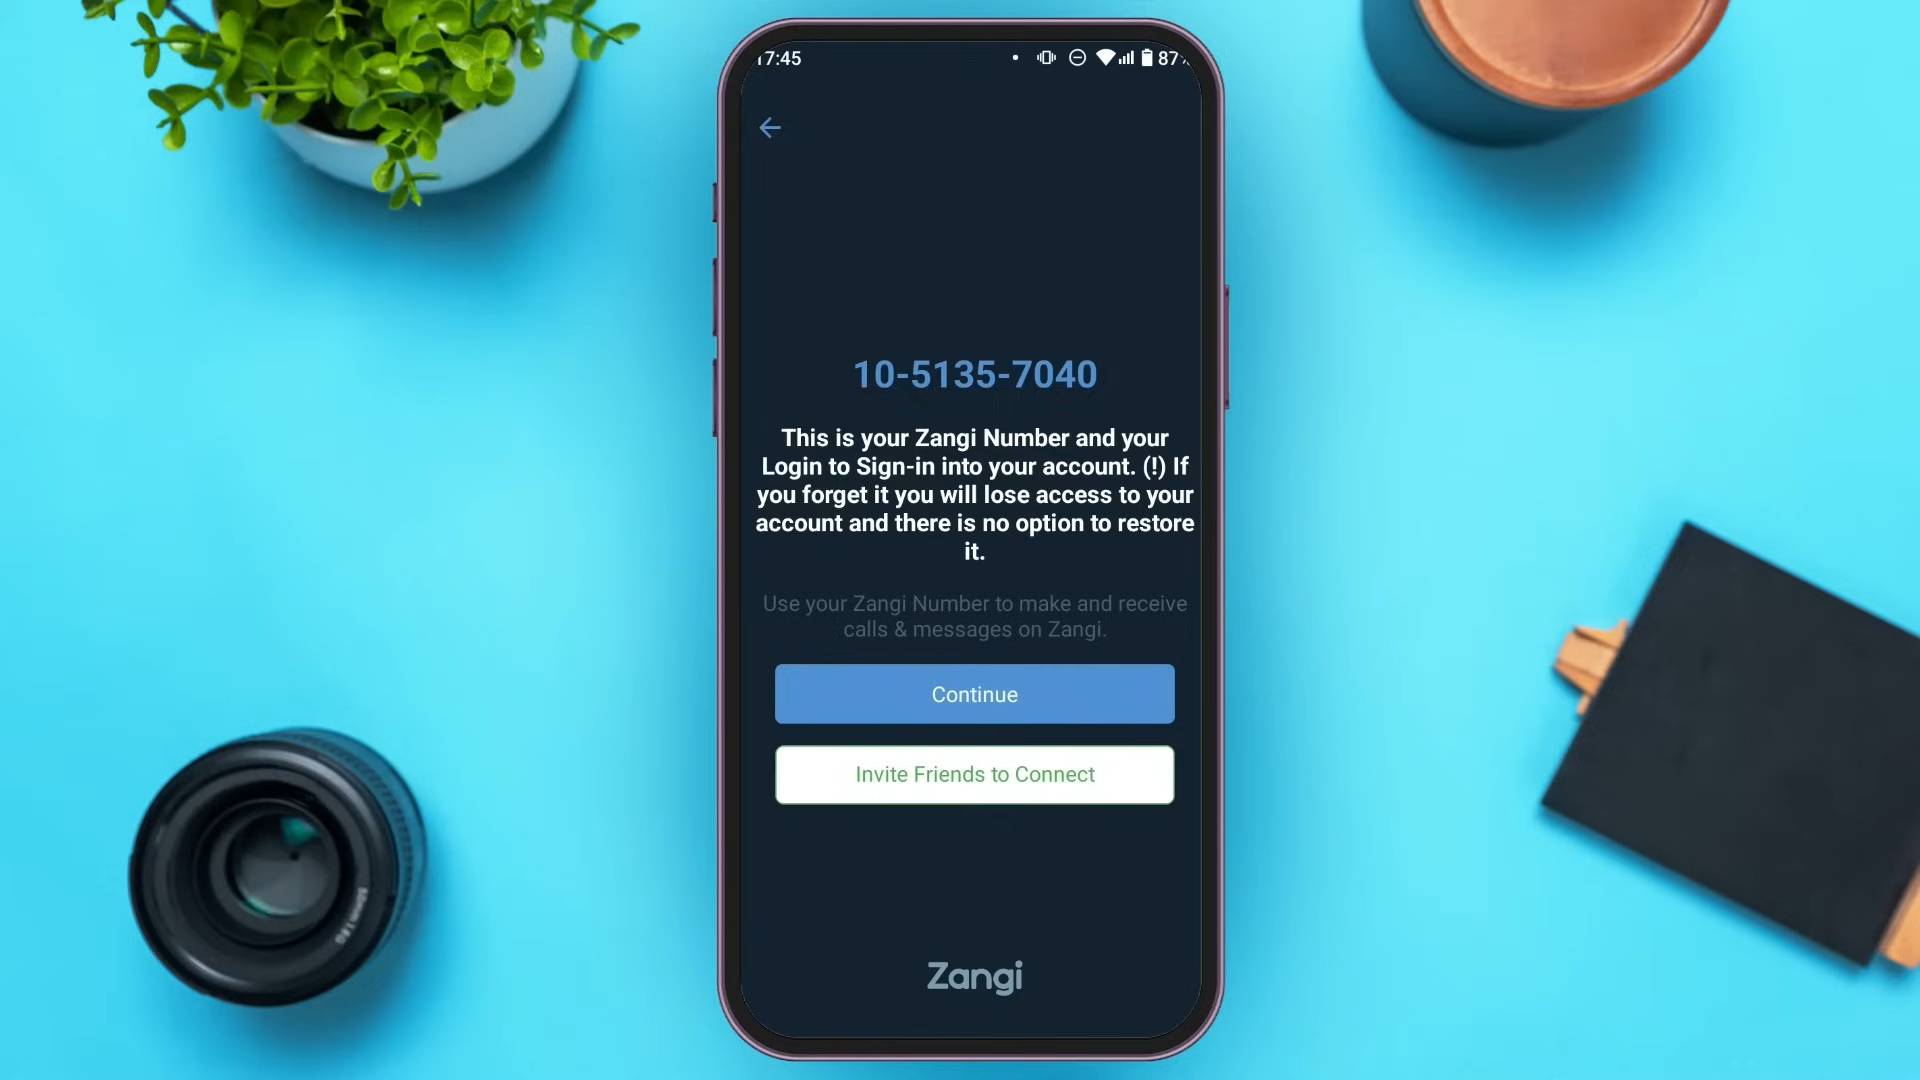 17:45 87%
10-5135-7040
This is your Zangi Number and your
Login to Sign-in into your account. (!) If
you forget it you will lose access to your
account and there is no option to restore
it.
Use your Zangi Number to make and receive
calls & messages on Zangi.
Continue
Invite Friends to Connect
Zangi